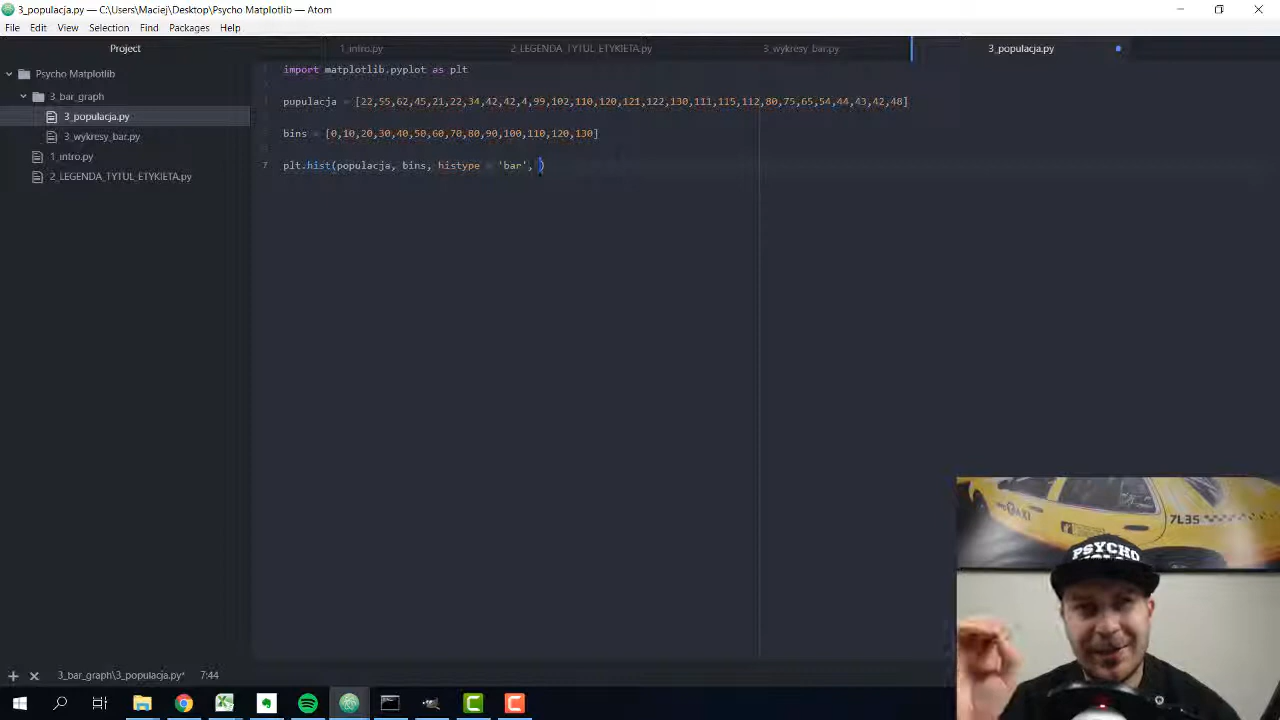 3_populacja.py — C:\Users\Maciej\Desktop\Psycho Matplotlib — Atom
File Edit View Selection Find Packages Help
Project
1_intro.py
2_LEGENDA_TYTUL_ETYKIETA.py
3_wykresy_bar.py
3_populacja.py
Psycho Matplotlib
3_bar_graph
3_populacja.py
3_wykresy_bar.py
1_intro.py
2_LEGENDA_TYTUL_ETYKIETA.py
import matplotlib.pyplot as plt
pupulacja = [22,55,62,45,21,22,34,42,42,4,99,102,110,120,121,122,130,111,115,112,80,75,65,54,44,43,42,48]
bins = [0,10,20,30,40,50,60,70,80,90,100,110,120,130]
7 plt.hist(populacja, bins, histype = 'bar', )
TAXI
7L35
PSYCHO
3_bar_graph\3_populacja.py* 7:44